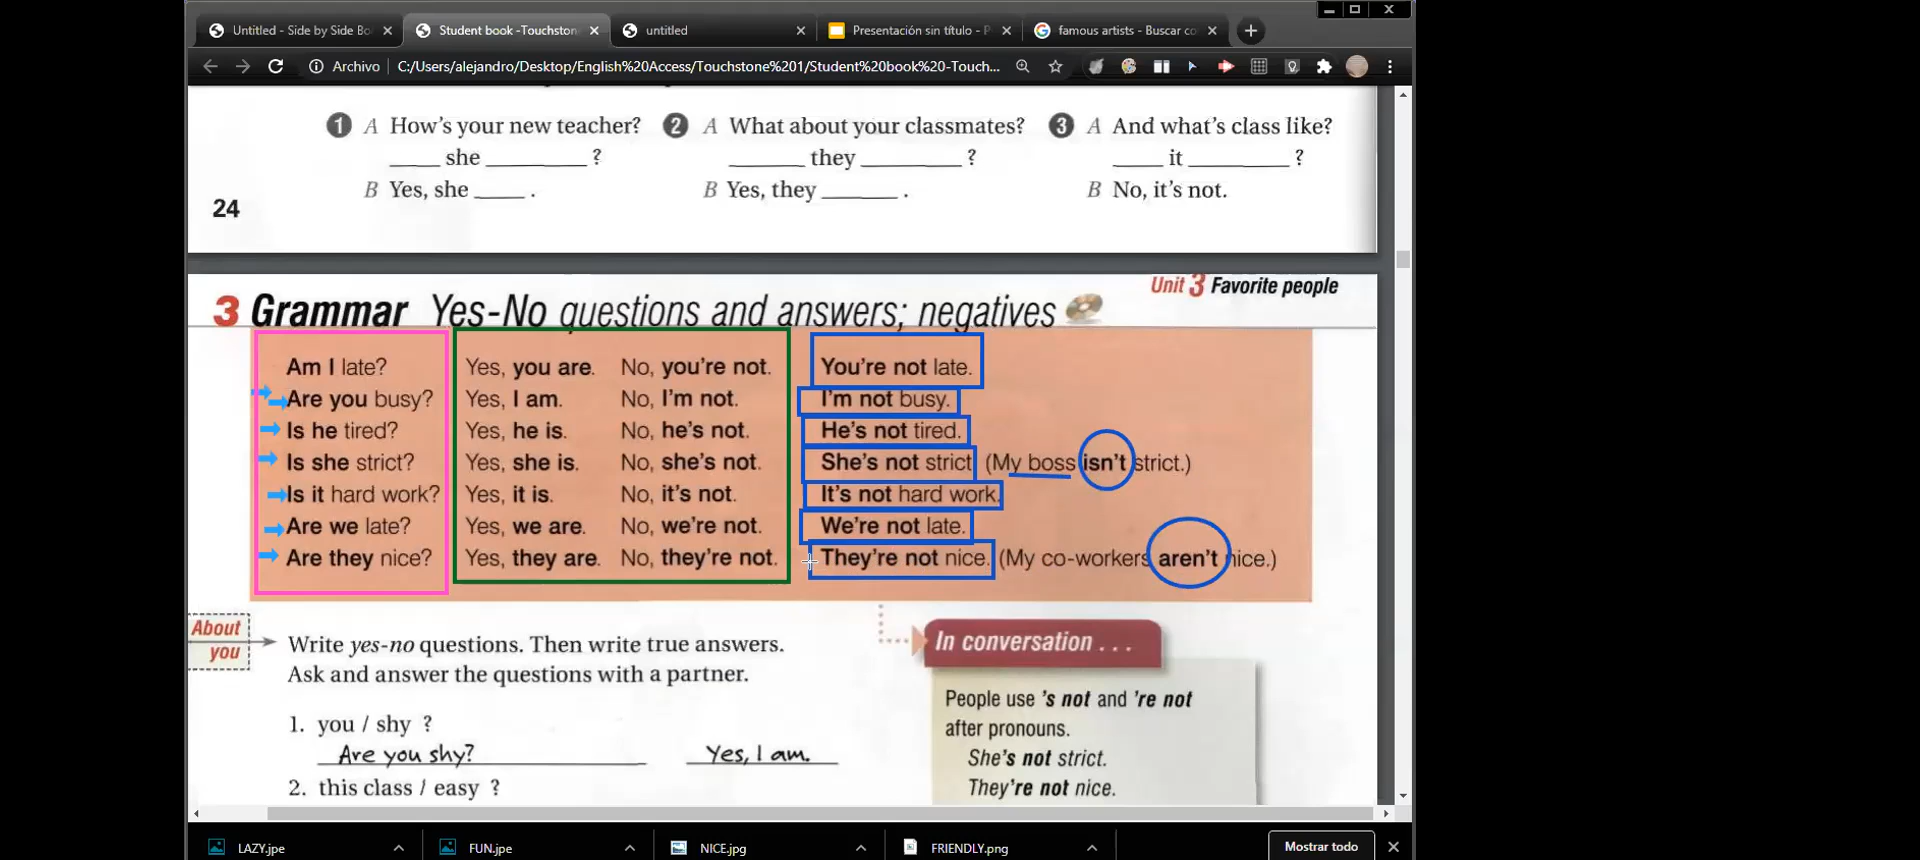 Untitled - Side by Side Bo
Student book -Touchston
untitled
Presentación sin título - P
famous artists - Buscar co
Archivo
C:/Users/alejandro/Desktop/English%20Access/Touchstone%201/Student%20book%20-Touch...
1 A How's your new teacher?
____ she ________ ?
B Yes, she ____ .
2 A What about your classmates?
______ they ________ ?
B Yes, they ______ .
3 A And what's class like?
____ it ________ ?
B No, it's not.
24
Unit 3 Favorite people
3 Grammar Yes-No questions and answers; negatives
Am I late? Yes, you are. No, you're not. You're not late.
Are you busy? Yes, I am. No, I'm not. I'm not busy.
Is he tired? Yes, he is. No, he's not. He's not tired.
Is she strict? Yes, she is. No, she's not. She's not strict (My boss isn't strict.)
Is it hard work? Yes, it is. No, it's not. It's not hard work.
Are we late? Yes, we are. No, we're not. We're not late.
Are they nice? Yes, they are. No, they're not. They're not nice. (My co-workers aren't nice.)
About
you
Write yes-no questions. Then write true answers.
Ask and answer the questions with a partner.
1. you / shy ?
Are you shy? Yes, I am.
2. this class / easy ?
In conversation . . .
People use 's not and 're not
after pronouns.
She's not strict.
They're not nice.
LAZY.jpe
FUN.jpe
NICE.jpg
FRIENDLY.png
Mostrar todo